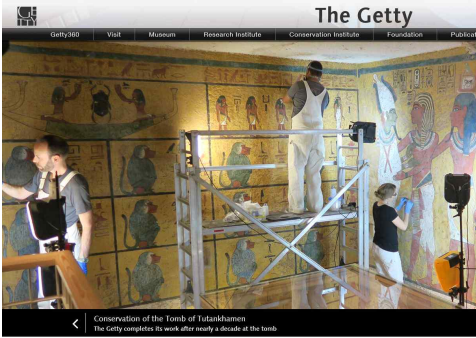 The Getty
Getty360 Visit Museum Research Institute Conservation Institute Foundation Publicat
Conservation of the Tomb of Tutankhamen
The Getty completes its work after nearly a decade at the tomb